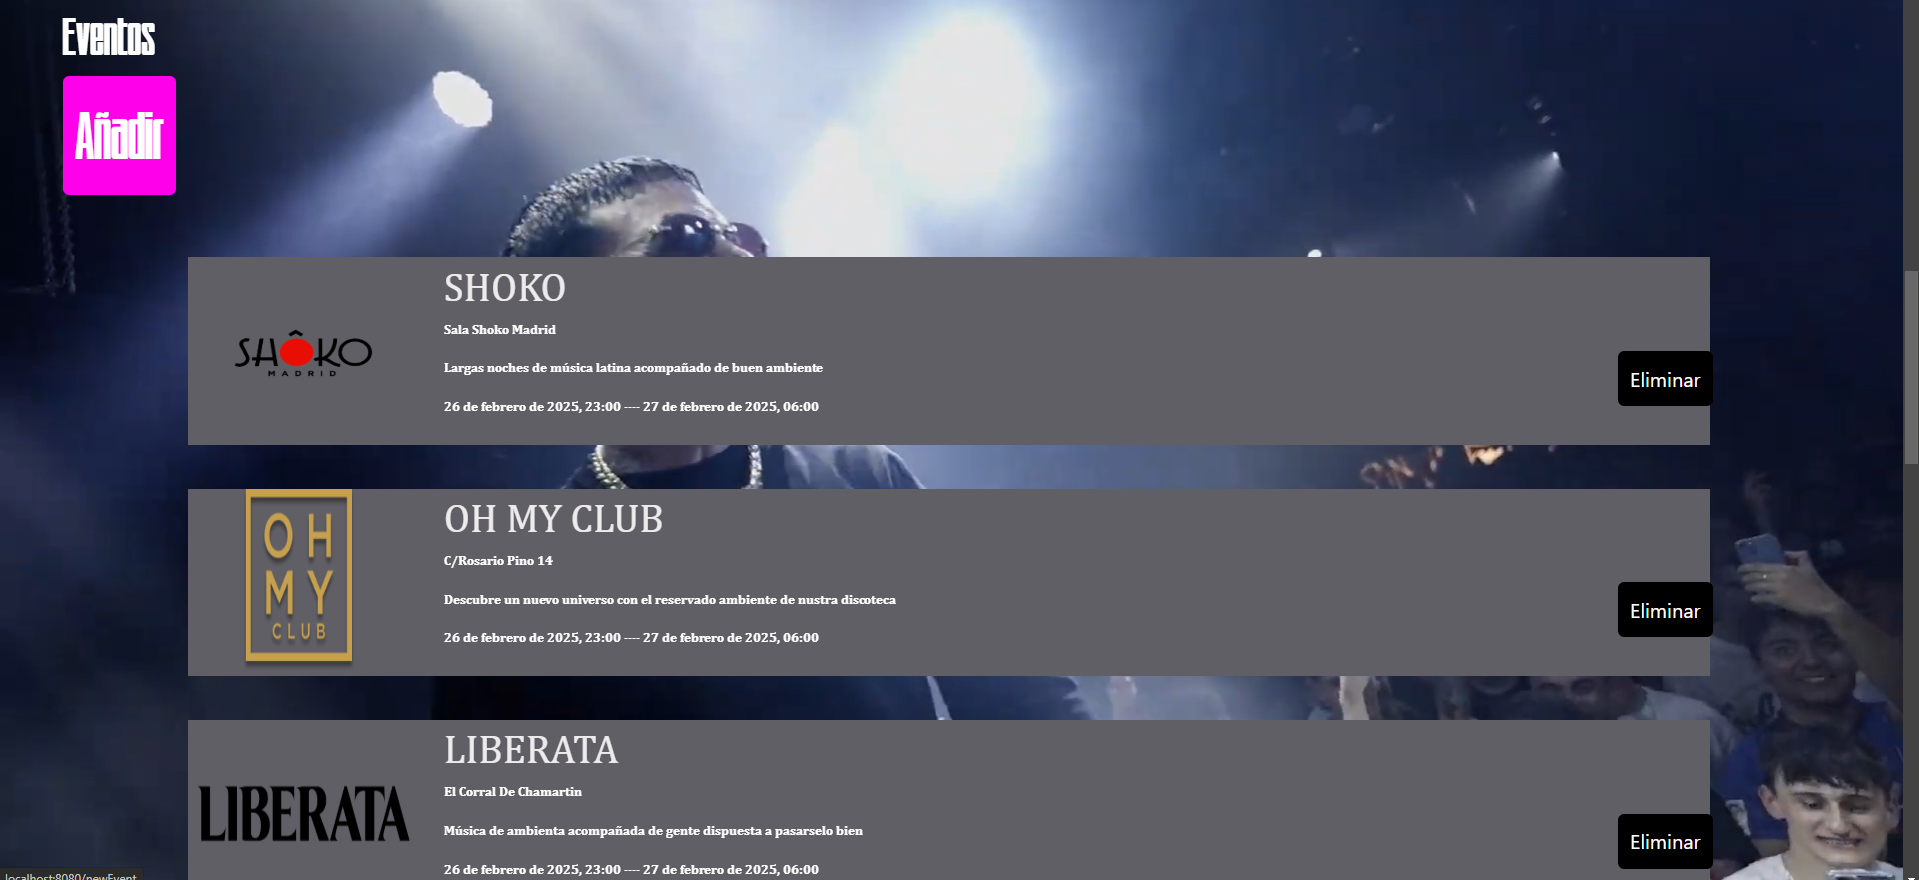 Eventos
Añadir
SHOKO
SHÔKO
MADRID
Sala Shoko Madrid
Largas noches de música latina acompañado de buen ambiente
26 de febrero de 2025, 23:00 ---- 27 de febrero de 2025, 06:00
Eliminar
OH MY CLUB
OH
MY
CLUB
C/Rosario Pino 14
Descubre un nuevo universo con el reservado ambiente de nustra discoteca
26 de febrero de 2025, 23:00 ---- 27 de febrero de 2025, 06:00
Eliminar
LIBERATA
LIBERATA
El Corral De Chamartin
Música de ambienta acompañada de gente dispuesta a pasarselo bien
26 de febrero de 2025, 23:00 ---- 27 de febrero de 2025, 06:00
Eliminar
localhost:8080/newEvent